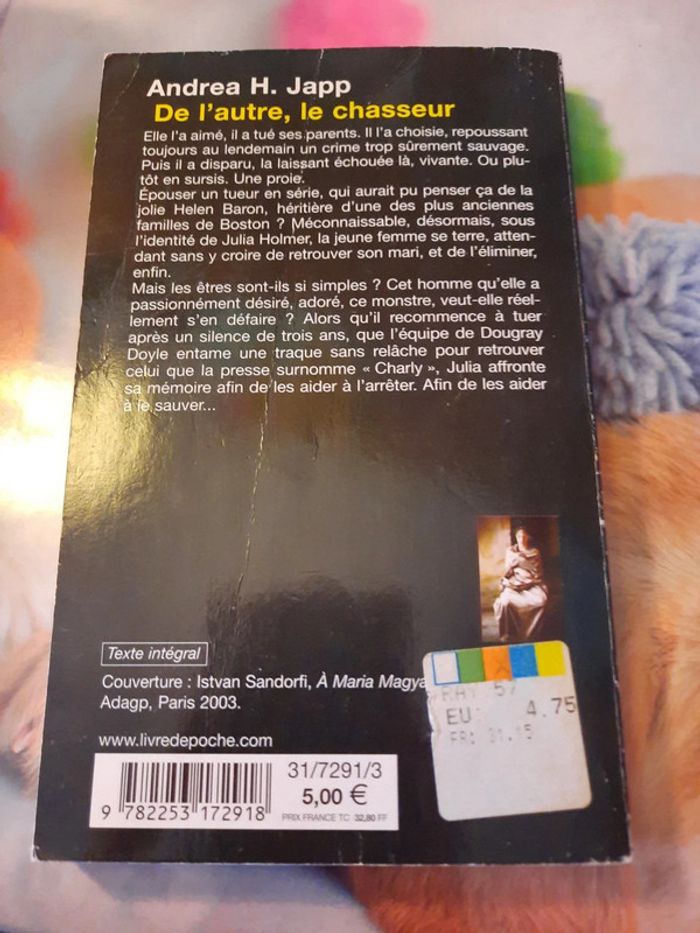 Andrea H. Japp
De l'autre, le chasseur
Elle l'a aimé, il a tué ses parents. Il l'a choisie, repoussant
toujours au lendemain un crime trop sûrement sauvage.
Puis il a disparu, la laissant échouée là, vivante. Ou plu-
tôt en sursis. Une proie.
Épouser un tueur en série, qui aurait pu penser ça de la
jolie Helen Baron, héritière d'une des plus anciennes
familles de Boston ? Méconnaissable, désormais, sous
l'identité de Julia Holmer, la jeune femme se terre, atten-
dant sans y croire de retrouver son mari, et de l'éliminer,
enfin.
Mais les êtres sont-ils si simples ? Cet homme qu'elle a
passionnément désiré, adoré, ce monstre, veut-elle réel-
lement s'en défaire ? Alors qu'il recommence à tuer
après un silence de trois ans, que l'équipe de Dougray
Doyle entame une traque sans relâche pour retrouver
celui que la presse surnomme « Charly », Julia affronte
sa mémoire afin de les aider à l'arrêter. Afin de les aider
à le sauver...
Texte intégral
Couverture : Istvan Sandorfi, À Maria Magya
Adagp, Paris 2003.
www.livredepoche.com
31/7291/3
5,00 €
PRIX FRANCE TC 32,80 FF
9 782253 172918
RAY 57
EU 4.75